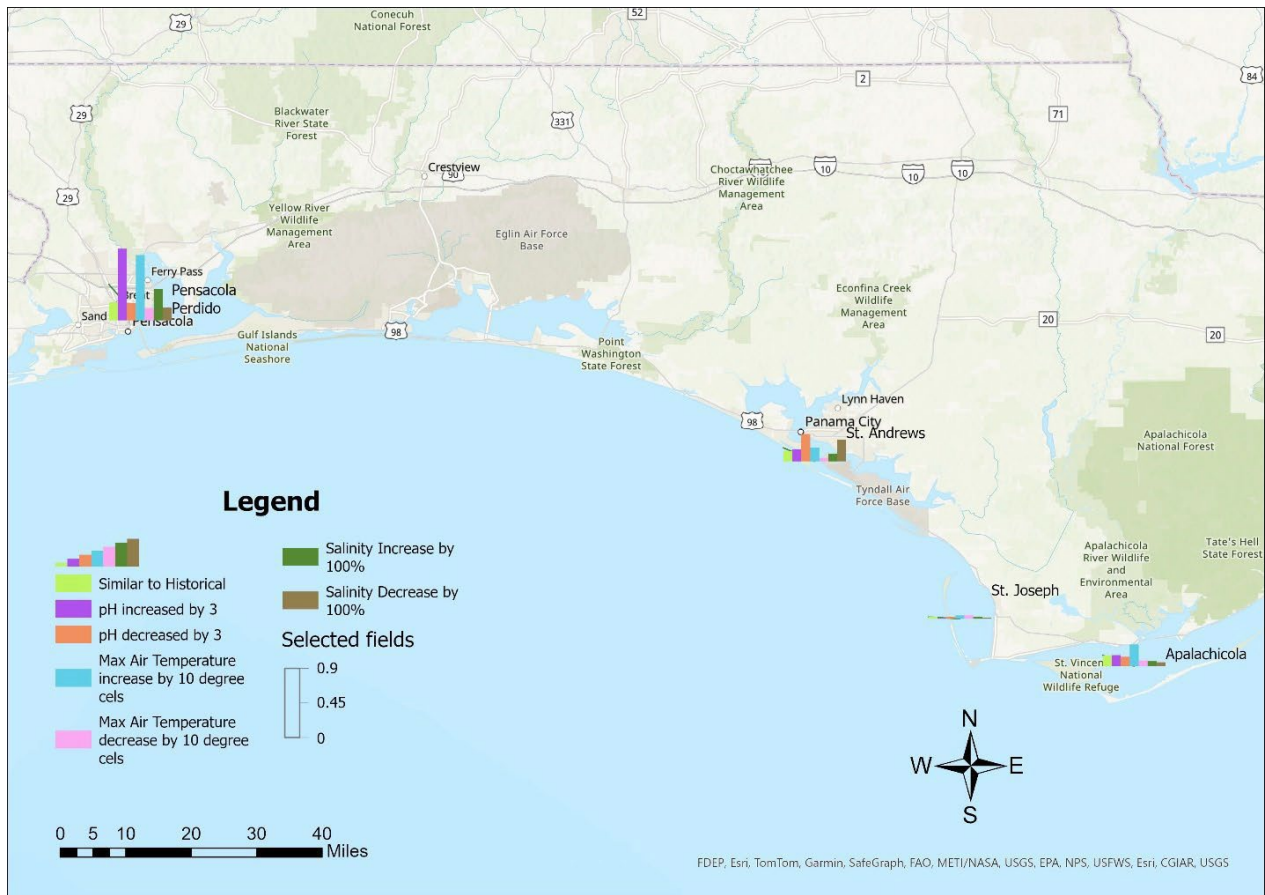 Conecuh
National Forest
29
52
84
2
71
29
331
Blackwater
River State
Forest
Crestview
90
Choctawhatchee
River Wildlife
Management
Area
10
10
10
29
Yellow River
Wildlife
Management
Area
Eglin Air Force
Base
Ferry Pass
Brent
Pensacola
Perdido
Sand
Pensacola
Gulf Islands
National
Seashore
98
Point
Washington
State Forest
Econfina Creek
Wildlife
Management
Area
20
20
Lynn Haven
98
Panama City
St. Andrews
Apalachicola
National Forest
Tyndall Air
Force Base
Tate's Hell
State Forest
Apalachicola
River Wildlife
and
Environmental
Area
St. Joseph
Apalachicola
St. Vincent
National
Wildlife Refuge
Legend
Similar to Historical
pH increased by 3
pH decreased by 3
Max Air Temperature
increase by 10 degree
cels
Max Air Temperature
decrease by 10 degree
cels
Salinity Increase by
100%
Salinity Decrease by
100%
Selected fields
0.9
0.45
0
N
W E
S
0 5 10 20 30 40
Miles
FDEP, Esri, TomTom, Garmin, SafeGraph, FAO, METI/NASA, USGS, EPA, NPS, USFWS, Esri, CGIAR, USGS